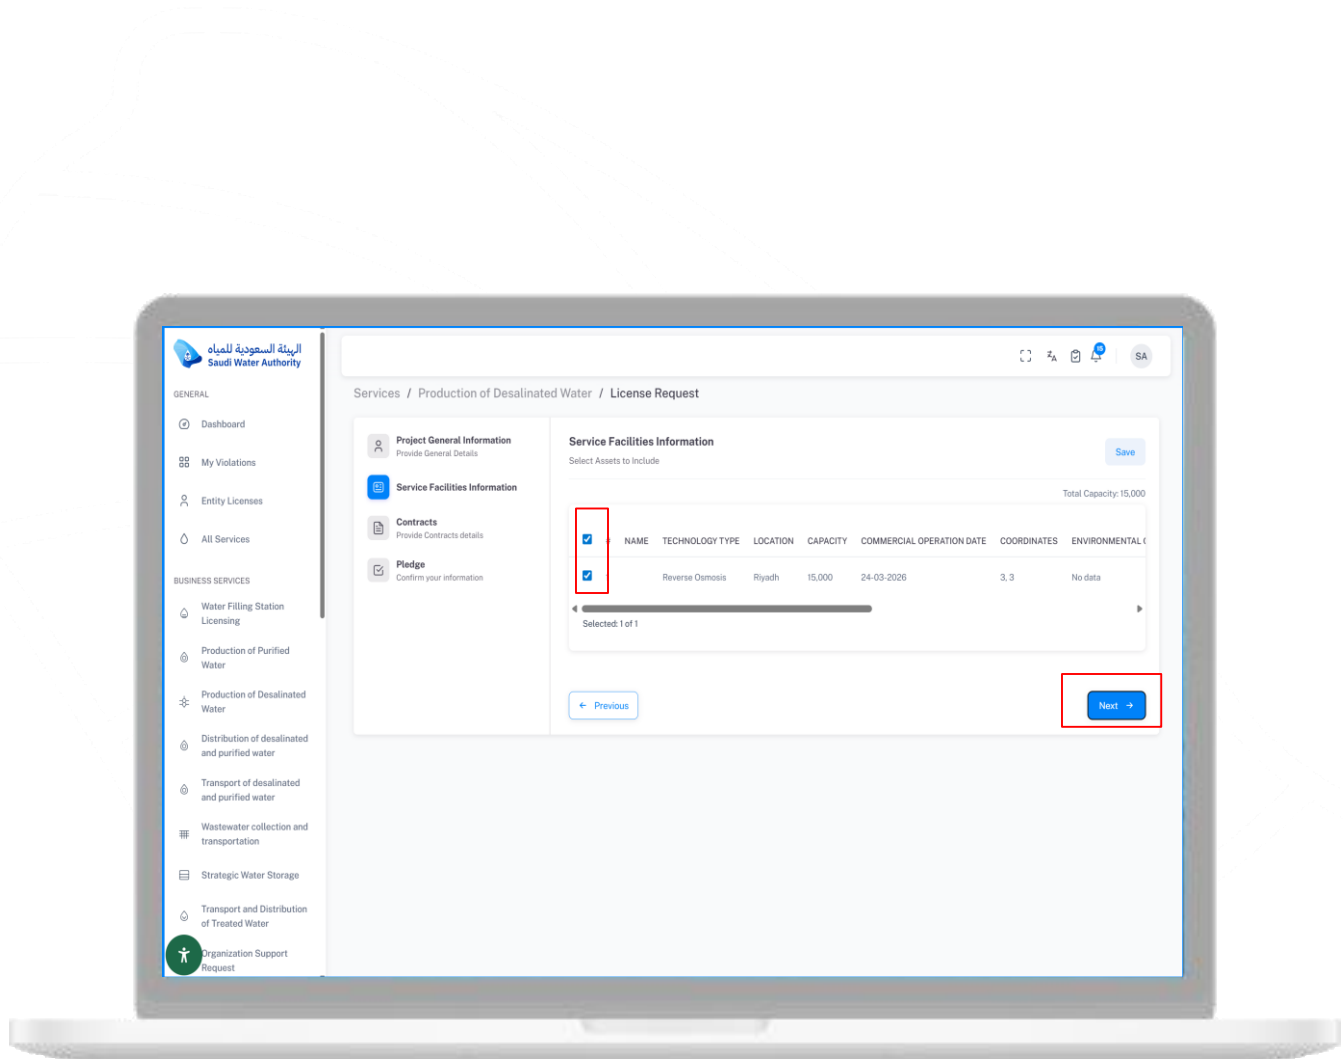 الهيئة السعودية للمياه
Saudi Water Authority
GENERAL
Dashboard
My Violations
Entity Licenses
All Services
BUSINESS SERVICES
Water Filling Station
Licensing
Production of Purified
Water
Production of Desalinated
Water
Distribution of desalinated
and purified water
Transport of desalinated
and purified water
Wastewater collection and
transportation
Strategic Water Storage
Transport and Distribution
of Treated Water
Organization Support
Request
SA
Services / Production of Desalinated Water / License Request
Project General Information
Provide General Details
Service Facilities Information
Contracts
Provide Contracts details
Pledge
Confirm your information
Service Facilities Information
Select Assets to Include
Save
Total Capacity: 15,000
NAME TECHNOLOGY TYPE LOCATION CAPACITY COMMERCIAL OPERATION DATE COORDINATES ENVIRONMENTAL
Reverse Osmosis Riyadh 15,000 24-03-2026 3, 3 No data
Selected: 1 of 1
← Previous
Next →